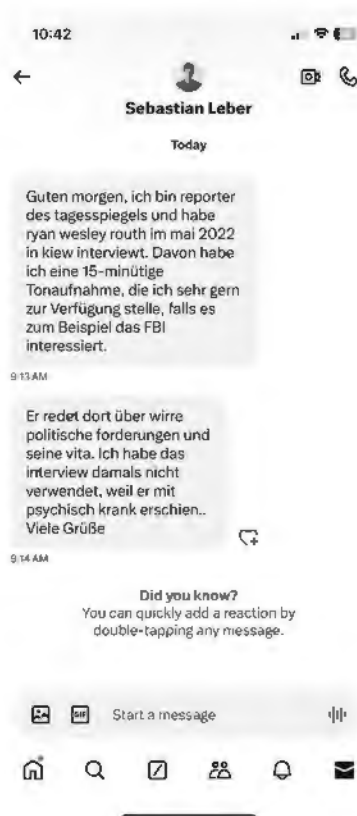 10:42
Sebastian Leber
Today
Guten morgen, ich bin reporter
des tagesspiegels und habe
ryan wesley routh im mai 2022
in kiew interviewt. Davon habe
ich eine 15-minütige
Tonaufnahme, die ich sehr gern
zur Verfügung stelle, falls es
zum Beispiel das FBI
interessiert.
9:13 AM
Er redet dort über wirre
politische forderungen und
seine vita. Ich habe das
interview damals nicht
verwendet, weil er mit
psychisch krank erschien..
Viele Grüße
9:14 AM
Did you know?
You can quickly add a reaction by
double-tapping any message.
GIF
Start a message